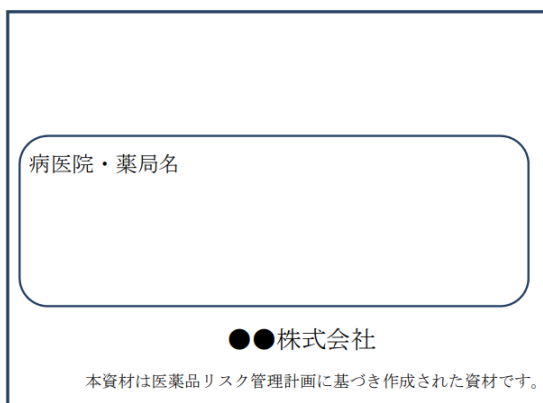 病医院・薬局名
●●株式会社
本資材は医薬品リスク管理計画に基づき作成された資材です。